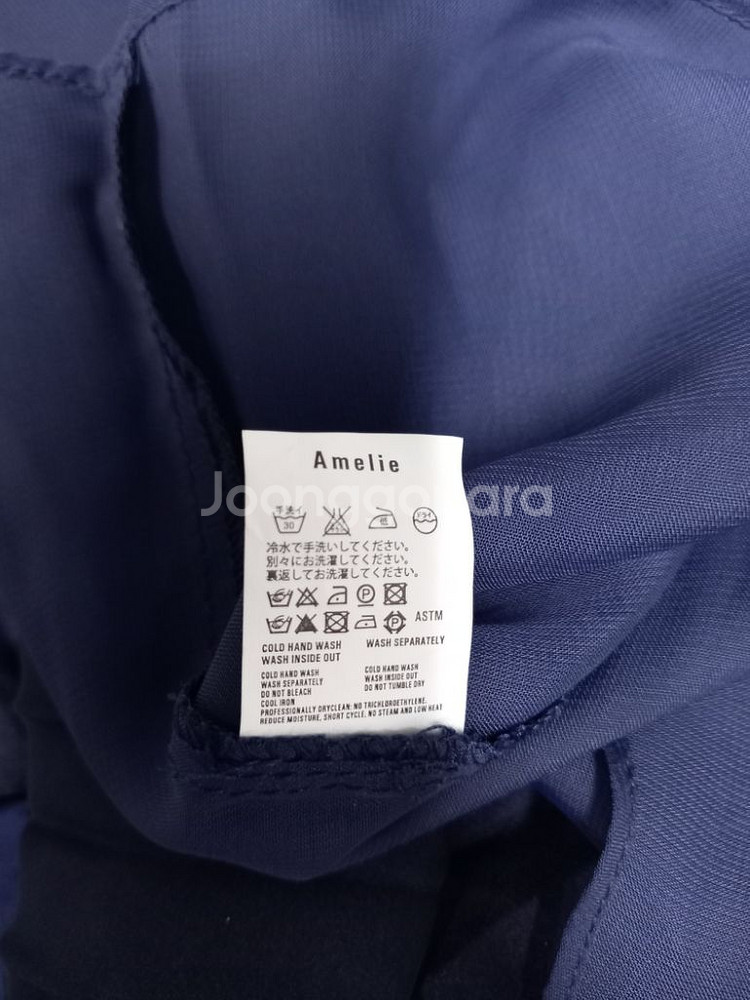 Amelie
Joonggonara
手洗イ
30
低
ドライ
冷水で手洗いしてください。
別々にお洗濯してください。
裏返してお洗濯してください。
P
P ASTM
COLD HAND WASH WASH SEPARATELY
WASH INSIDE OUT
COLD HAND WASH
WASH SEPARATELY
DO NOT BLEACH
COOL IRON
COLD HAND WASH
WASH INSIDE OUT
DO NOT TUMBLE DRY
PROFESSIONALLY DRYCLEAN: NO TRICHLOROETHYLENE.
REDUCE MOISTURE, SHORT CYCLE, NO STEAM AND LOW HEAT